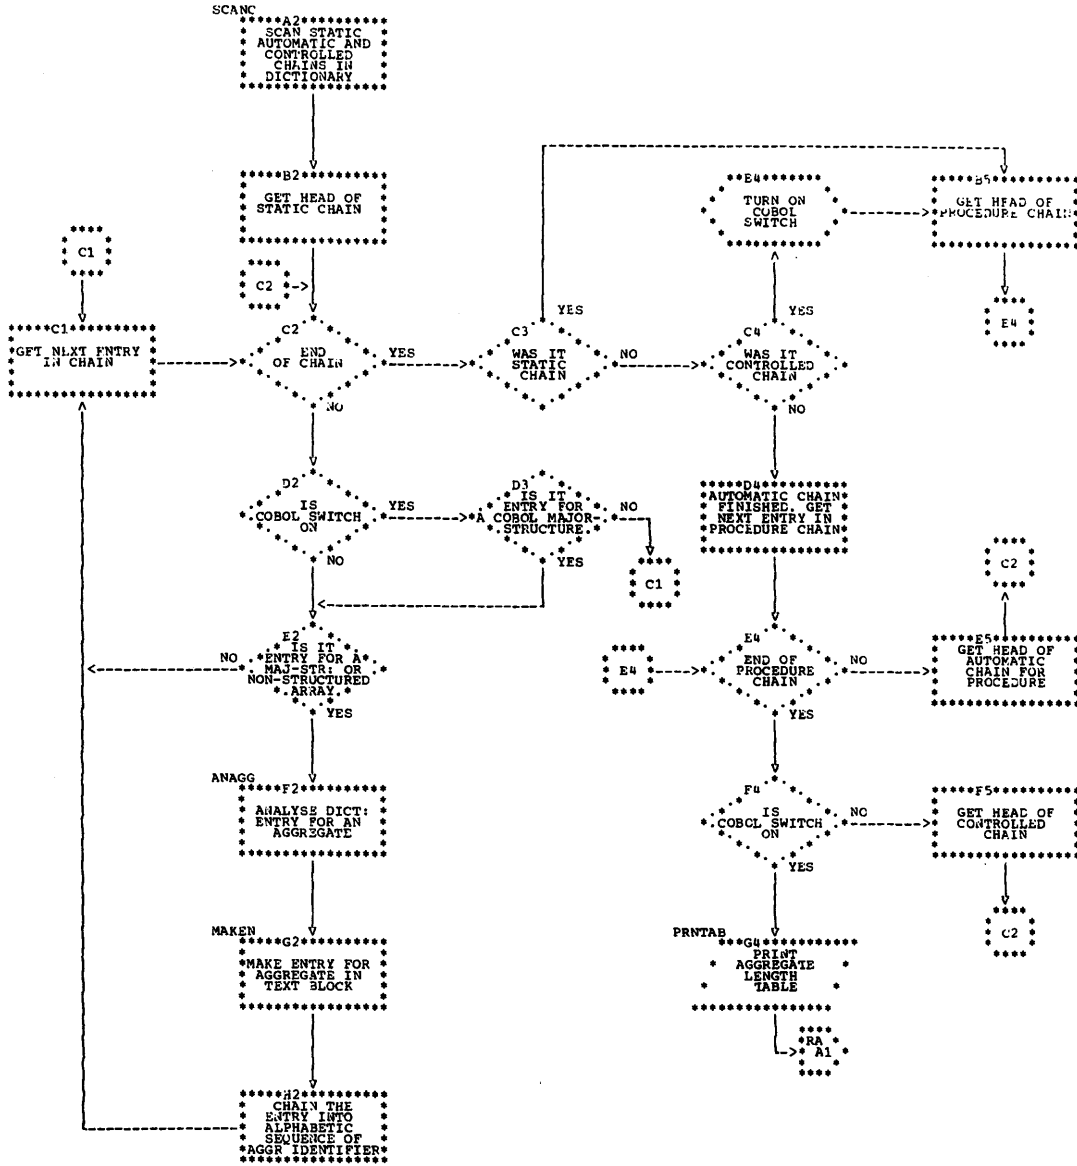 SCANC
A2
SCAN STATIC
AUTOMATIC AND
CONTROLLED
CHAINS IN
DICTIONARY
B2
GET HEAD OF
STATIC CHAIN
B4
TURN ON
COBOL
SWITCH
B5
GET HEAD OF
PROCEDURE CHAIN
C1
C2
E4
C1
GET NEXT ENTRY
IN CHAIN
C2
END
OF CHAIN
YES
NO
C3
WAS IT
STATIC
CHAIN
YES
NO
C4
WAS IT
CONTROLLED
CHAIN
YES
NO
D2
IS
COBOL SWITCH
ON
YES
NO
D3
IS IT
ENTRY FOR
A COBOL MAJOR
STRUCTURE
NO
YES
C1
D4
AUTOMATIC CHAIN
FINISHED. GET
NEXT ENTRY IN
PROCEDURE CHAIN
C2
E2
IS IT
ENTRY FOR A
MAJ-STR: OR
NON-STRUCTURED
ARRAY
NO
YES
E4
E4
END OF
PROCEDURE
CHAIN
NO
YES
E5
GET HEAD OF
AUTOMATIC
CHAIN FOR
PROCEDURE
ANAGG
F2
ANALYSE DICT:
ENTRY FOR AN
AGGREGATE
F4
IS
COBOL SWITCH
ON
NO
YES
F5
GET HEAD OF
CONTROLLED
CHAIN
C2
MAKEN
G2
MAKE ENTRY FOR
AGGREGATE IN
TEXT BLOCK
PRNTAB
G4
PRINT
AGGREGATE
LENGTH
TABLE
RA
A1
H2
CHAIN THE
ENTRY INTO
ALPHABETIC
SEQUENCE OF
AGGR IDENTIFIER